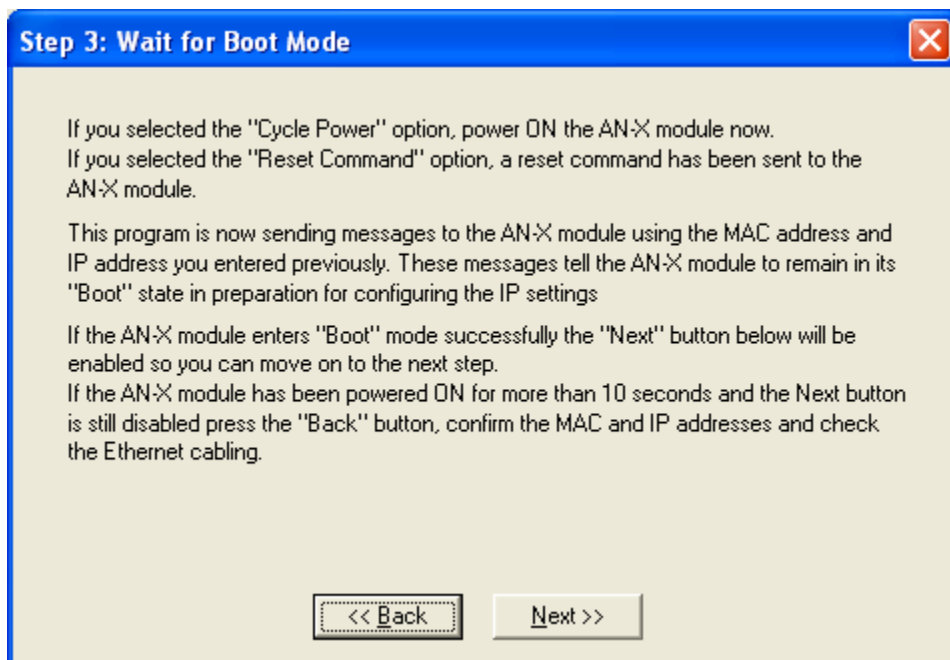 Step 3: Wait for Boot Mode
If you selected the "Cycle Power" option, power ON the AN-X module now.
If you selected the "Reset Command" option, a reset command has been sent to the
AN-X module.
This program is now sending messages to the AN-X module using the MAC address and
IP address you entered previously. These messages tell the AN-X module to remain in its
"Boot" state in preparation for configuring the IP settings
If the AN-X module enters "Boot" mode successfully the "Next" button below will be
enabled so you can move on to the next step.
If the AN-X module has been powered ON for more than 10 seconds and the Next button
is still disabled press the "Back" button, confirm the MAC and IP addresses and check
the Ethernet cabling.
<< Back
Next >>